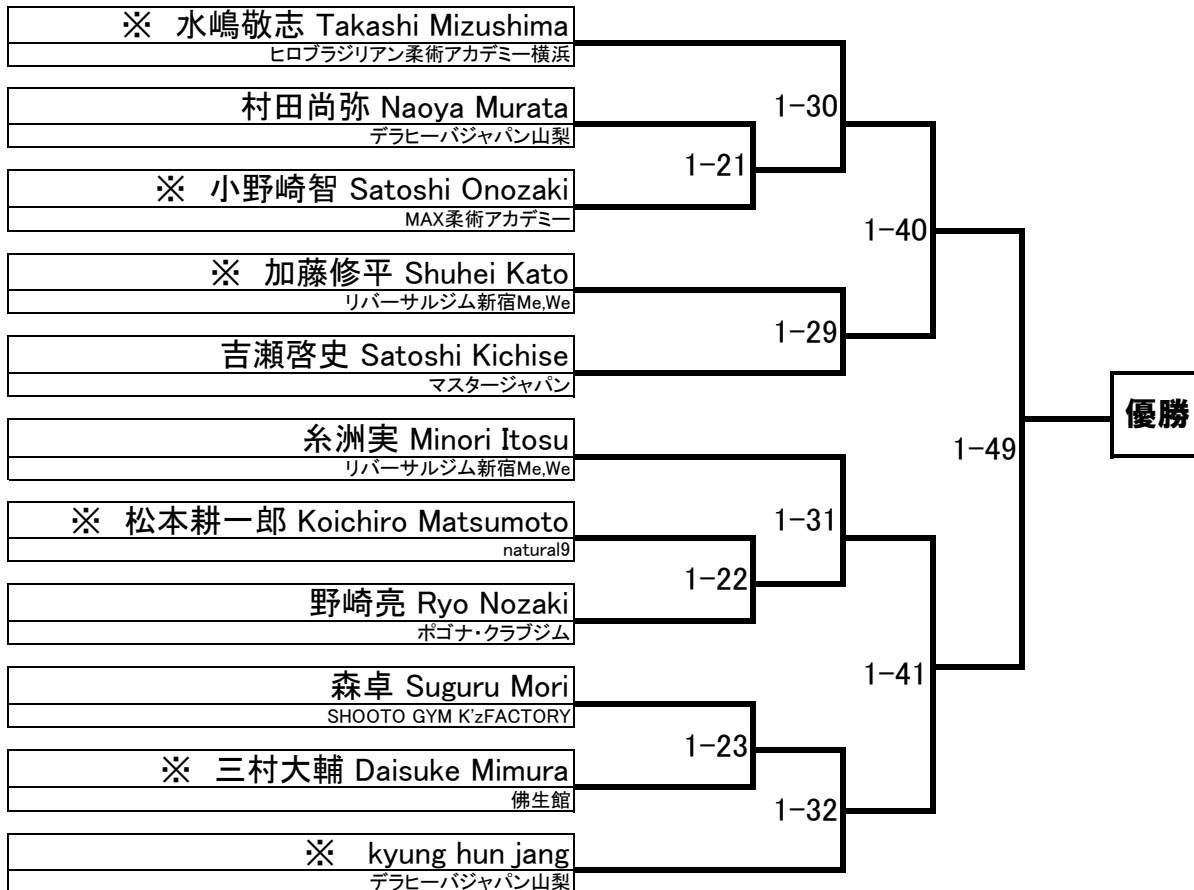 ※ 水嶋敬志 Takashi Mizushima
ヒロブラジリアン柔術アカデミー横浜
1-30
村田尚弥 Naoya Murata
デラヒーバジャパン山梨
1-21
※ 小野崎智 Satoshi Onozaki
MAX柔術アカデミー
1-40
※ 加藤修平 Shuhei Kato
リバーサルジム新宿Me,We
1-29
吉瀬啓史 Satoshi Kichise
マスタージャパン
優勝
糸洲実 Minori Itosu
リバーサルジム新宿Me,We
1-49
※ 松本耕一郎 Koichiro Matsumoto
natural9
1-31
1-22
野崎亮 Ryo Nozaki
ポゴナ・クラブジム
1-41
森卓 Suguru Mori
SHOOTO GYM K'zFACTORY
1-23
※ 三村大輔 Daisuke Mimura
佛生館
1-32
※ kyung hun jang
デラヒーバジャパン山梨